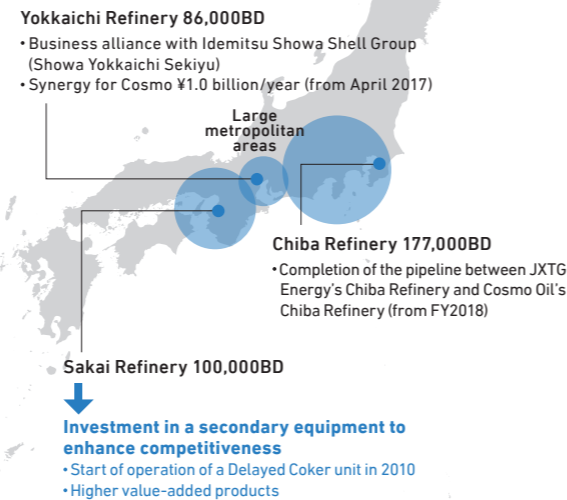 Yokkaichi Refinery 86,000BD
• Business alliance with Idemitsu Showa Shell Group
(Showa Yokkaichi Sekiyu)
• Synergy for Cosmo ¥1.0 billion/year (from April 2017)
Large
metropolitan
areas
Chiba Refinery 177,000BD
• Completion of the pipeline between JXTG
Energy's Chiba Refinery and Cosmo Oil's
Chiba Refinery (from FY2018)
Sakai Refinery 100,000BD
Investment in a secondary equipment to
enhance competitiveness
• Start of operation of a Delayed Coker unit in 2010
• Higher value-added products